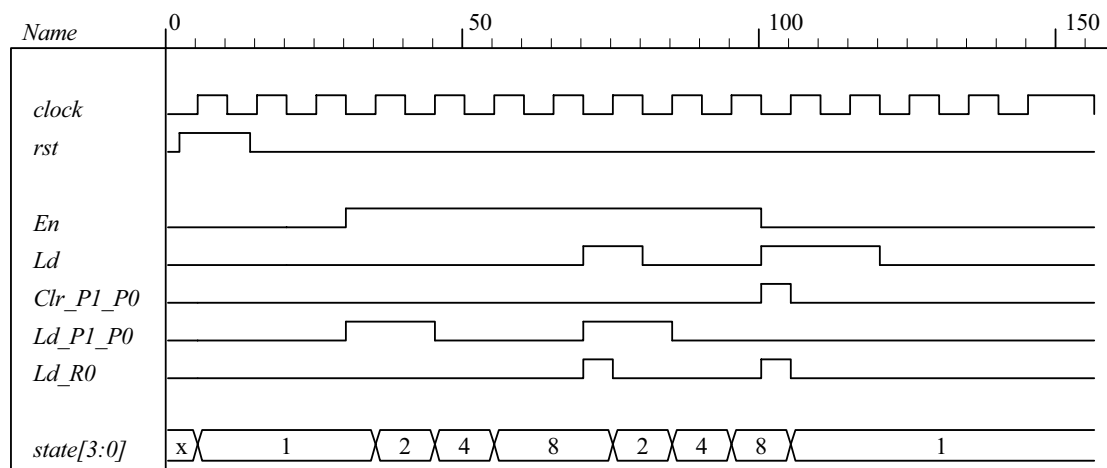 Name 0 50 100 150
clock
rst
En
Ld
Clr_P1_P0
Ld_P1_P0
Ld_R0
state[3:0] x 1 2 4 8 2 4 8 1